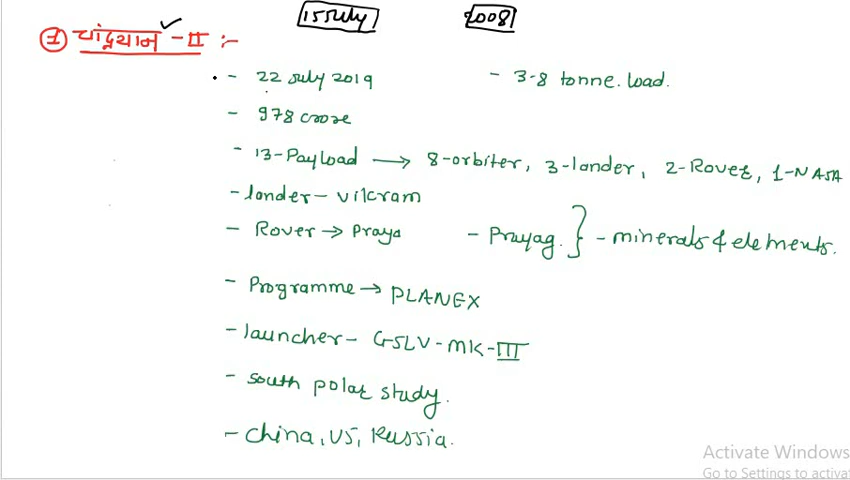 15 July 2008
① चांद्रयान - II :-
- 22 July 2019 - 3.8 tonne. load.
- 978 crore
- 13-Payload → 8-orbiter, 3-lander, 2-Rover, 1-NASA
- lander - vikram
- Rover → Praya - Prayag. } - minerals & elements.
- Programme → PLANEX
- launcher - GSLV-MK-III
- south polar study.
- China, US, Russia.
Activate Windows
Go to Settings to activa